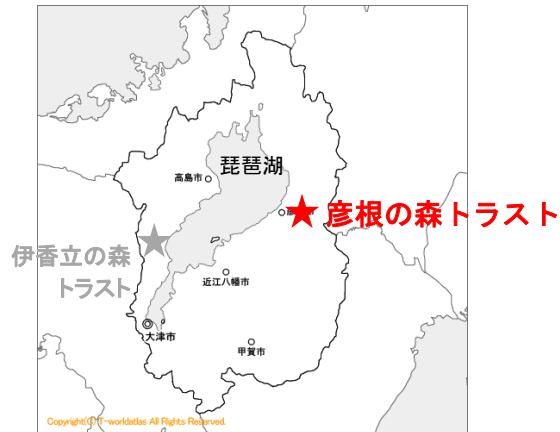 琵琶湖
高島市
彦根の森トラスト
伊香立の森
トラスト
近江八幡市
大津市
甲賀市
Copyright(C) T-worldatlas All Rights Reserved.